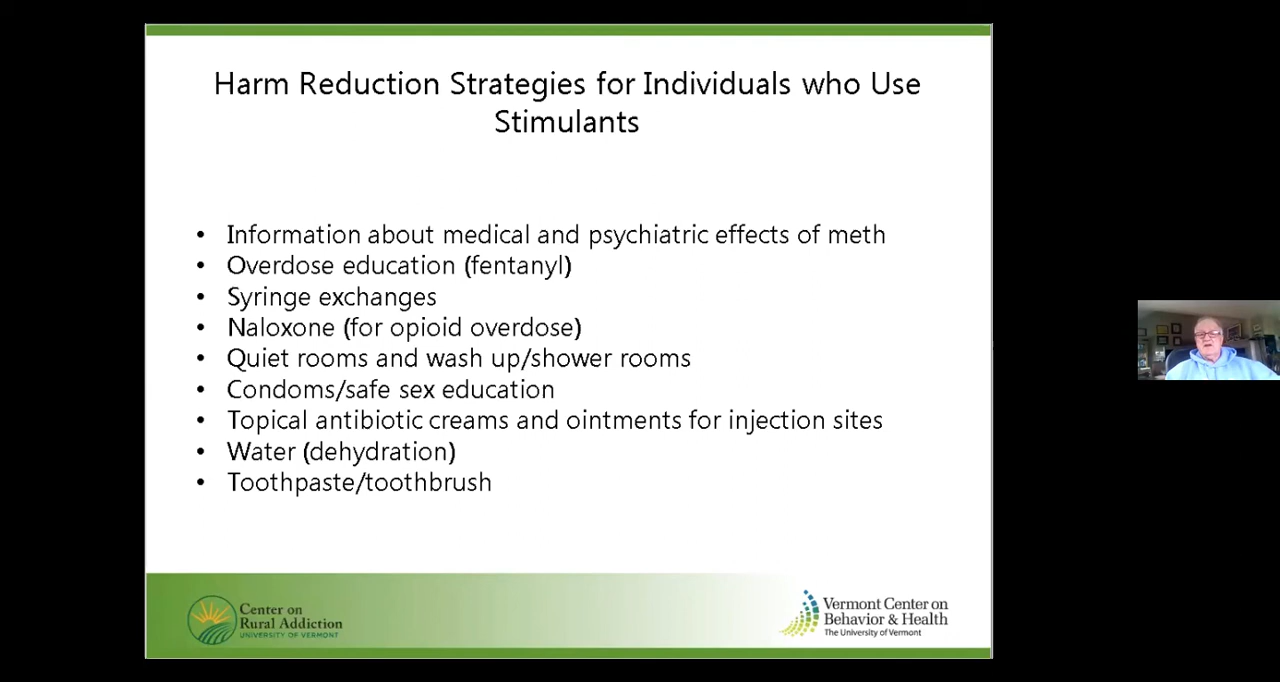 Harm Reduction Strategies for Individuals who Use
Stimulants
• Information about medical and psychiatric effects of meth
• Overdose education (fentanyl)
• Syringe exchanges
• Naloxone (for opioid overdose)
• Quiet rooms and wash up/shower rooms
• Condoms/safe sex education
• Topical antibiotic creams and ointments for injection sites
• Water (dehydration)
• Toothpaste/toothbrush
Center on
Rural Addiction
UNIVERSITY OF VERMONT
Vermont Center on
Behavior & Health
The University of Vermont